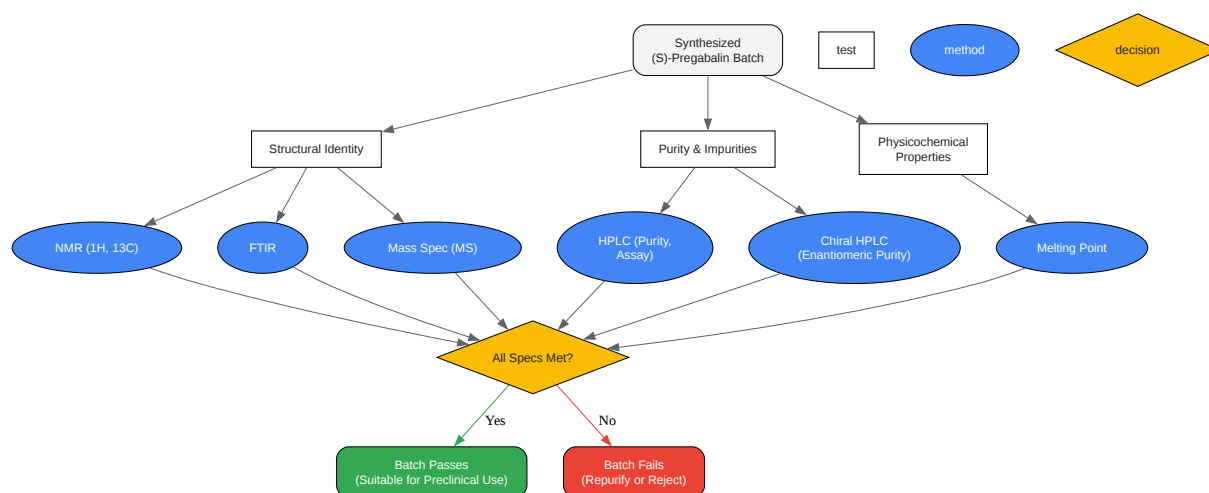 Synthesized
(S)-Pregabalin Batch
test
method
decision
Structural Identity
Purity & Impurities
Physicochemical
Properties
NMR (1H, 13C)
FTIR
Mass Spec (MS)
HPLC (Purity,
Assay)
Chiral HPLC
(Enantiomeric Purity)
Melting Point
All Specs Met?
Yes
No
Batch Passes
(Suitable for Preclinical Use)
Batch Fails
(Repurify or Reject)